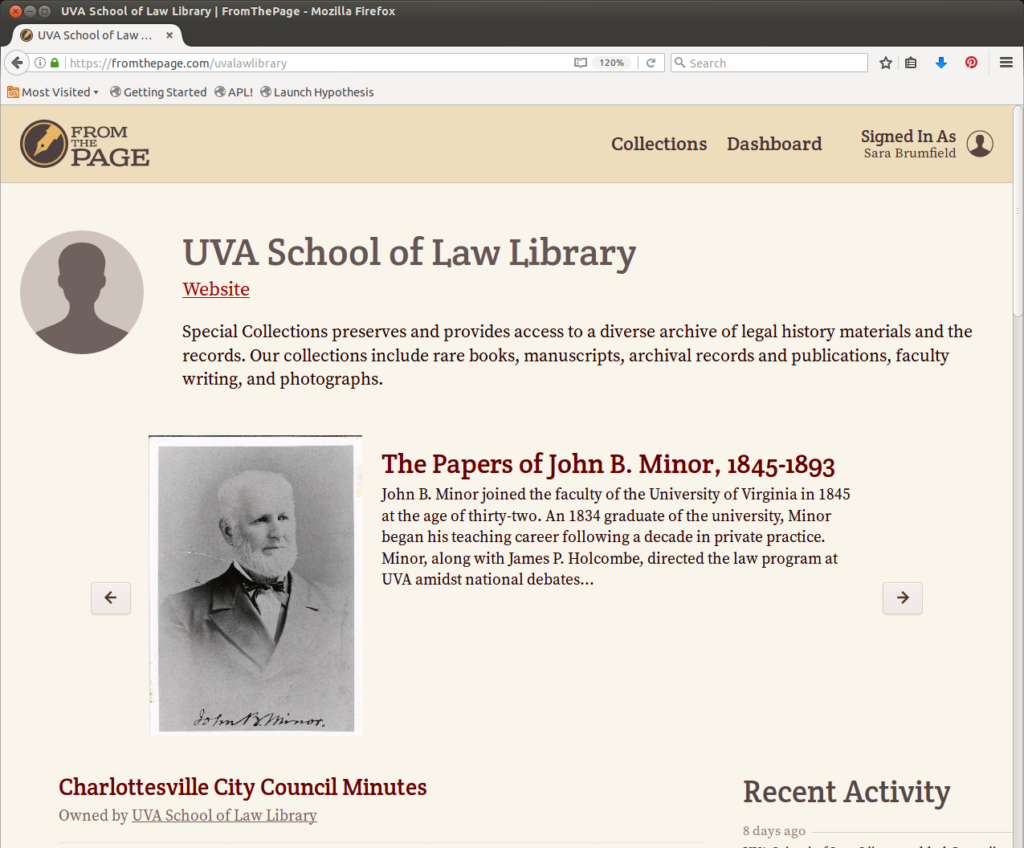 UVA School of Law Library | FromThePage - Mozilla Firefox
UVA School of Law ...
https://fromthepage.com/uvalawlibrary
120%
Search
Most Visited
Getting Started
APL!
Launch Hypothesis
FROM
THE
PAGE
Collections
Dashboard
Signed In As
Sara Brumfield
UVA School of Law Library
Website
Special Collections preserves and provides access to a diverse archive of legal history materials and the
records. Our collections include rare books, manuscripts, archival records and publications, faculty
writing, and photographs.
The Papers of John B. Minor, 1845-1893
John B. Minor joined the faculty of the University of Virginia in 1845
at the age of thirty-two. An 1834 graduate of the university, Minor
began his teaching career following a decade in private practice.
Minor, along with James P. Holcombe, directed the law program at
UVA amidst national debates...
John B. Minor.
Charlottesville City Council Minutes
Owned by UVA School of Law Library
Recent Activity
8 days ago